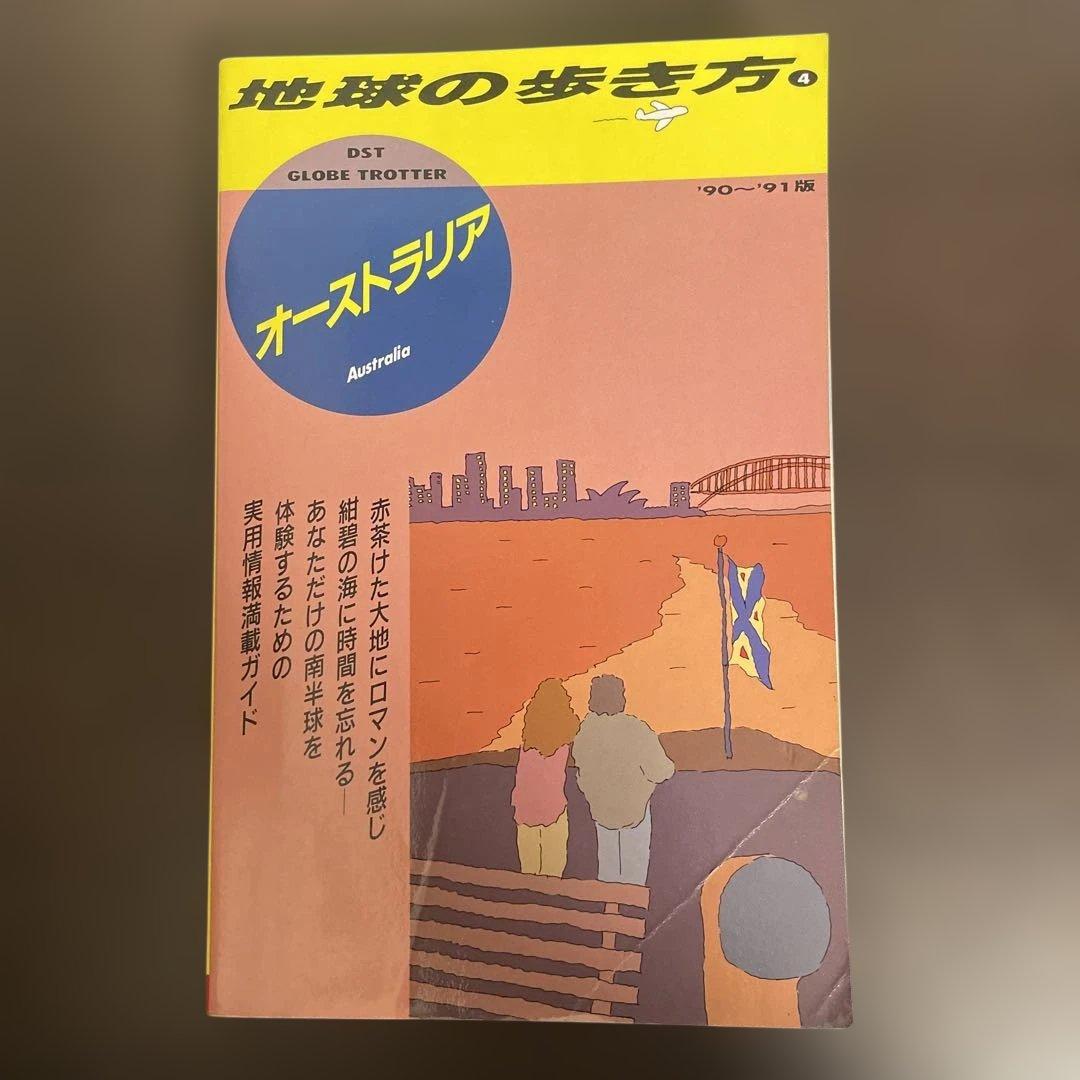 地球の歩き方 4
DST
GLOBE TROTTER
'90〜'91版
オーストラリア
Australia
赤茶けた大地にロマンを感じ
紺碧の海に時間を忘れる──
あなただけの南半球を
体験するための
実用情報満載ガイド